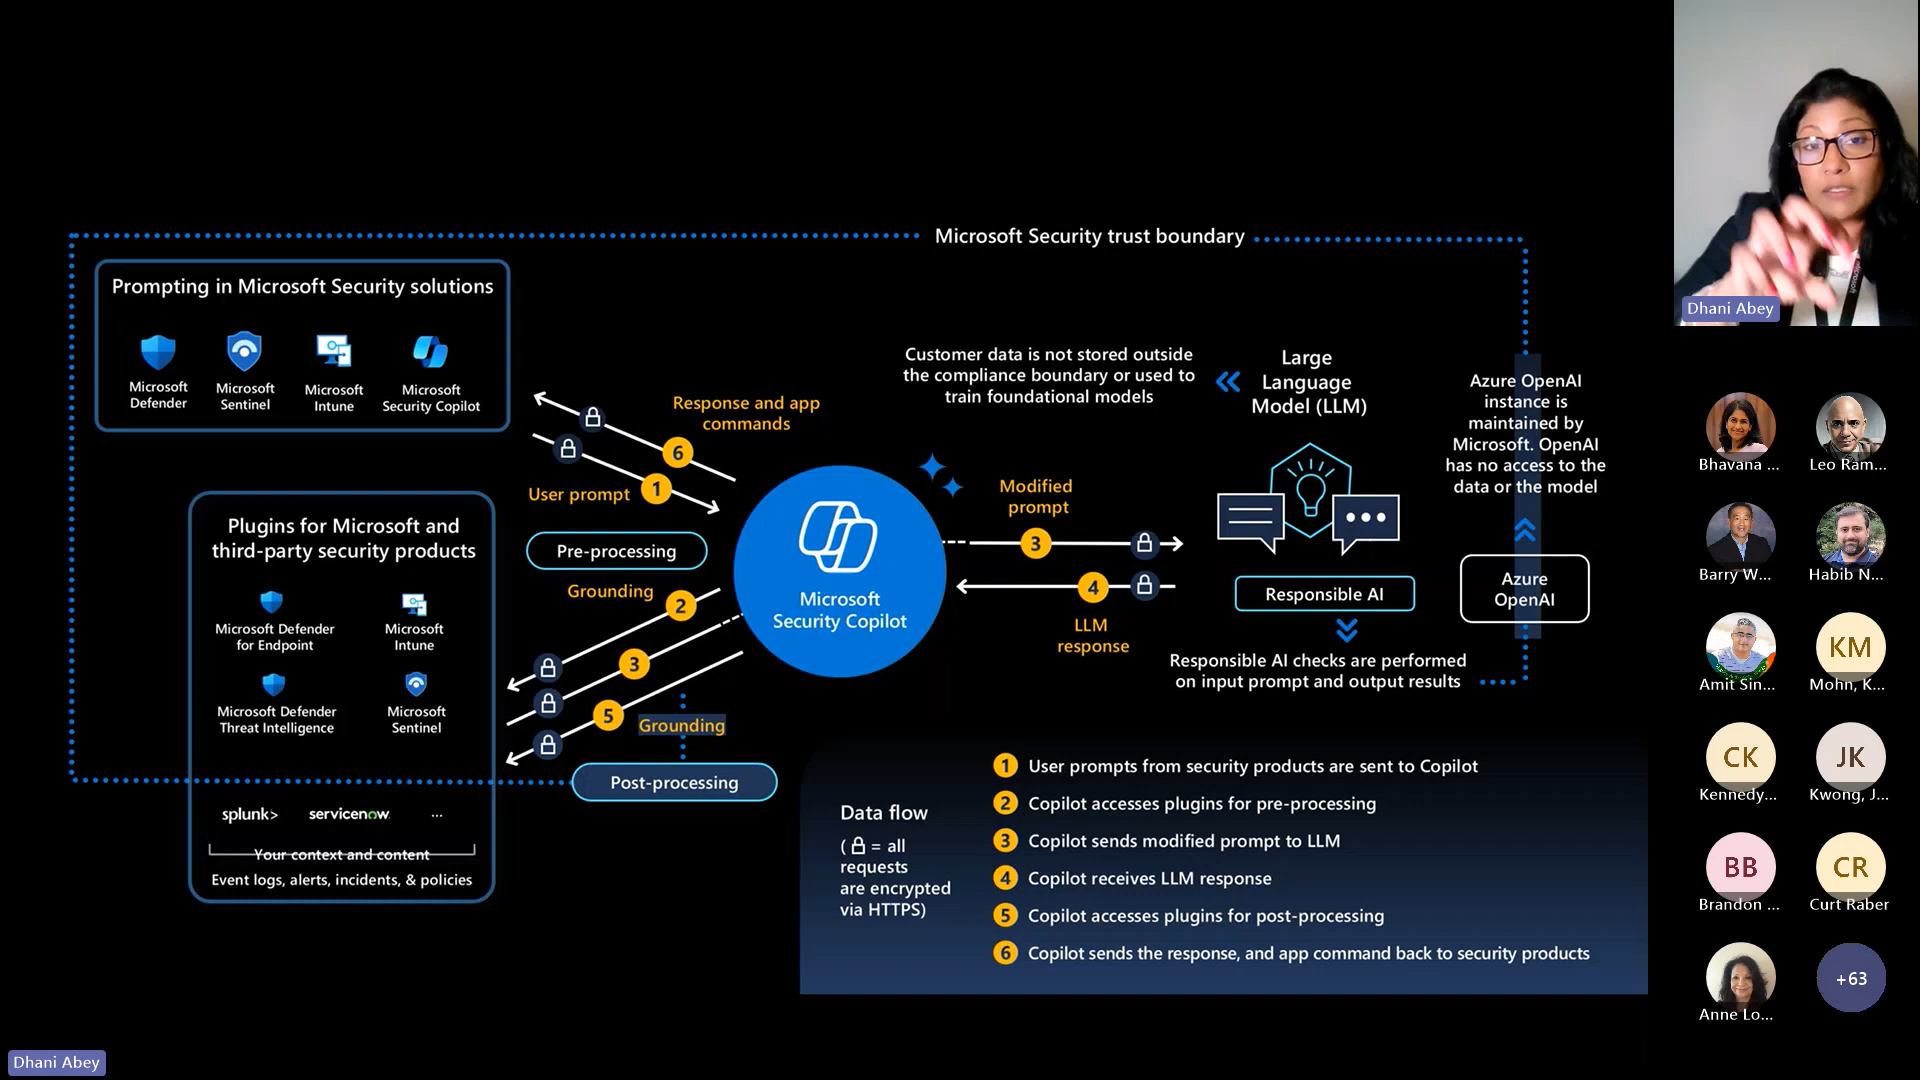 Microsoft Security trust boundary
Prompting in Microsoft Security solutions
Microsoft
Defender
Microsoft
Sentinel
Microsoft
Intune
Microsoft
Security Copilot
Response and app
commands
6
User prompt
1
Pre-processing
Grounding
2
3
5
Grounding
Post-processing
Plugins for Microsoft and
third-party security products
Microsoft Defender
for Endpoint
Microsoft
Intune
Microsoft Defender
Threat Intelligence
Microsoft
Sentinel
splunk>
servicenow
...
Your context and content
Event logs, alerts, incidents, & policies
Microsoft
Security Copilot
Customer data is not stored outside
the compliance boundary or used to
train foundational models
Large
Language
Model (LLM)
Modified
prompt
3
4
LLM
response
Responsible AI
Responsible AI checks are performed
on input prompt and output results
Azure OpenAI
instance is
maintained by
Microsoft. OpenAI
has no access to the
data or the model
Azure
OpenAI
Data flow
( = all
requests
are encrypted
via HTTPS)
1 User prompts from security products are sent to Copilot
2 Copilot accesses plugins for pre-processing
3 Copilot sends modified prompt to LLM
4 Copilot receives LLM response
5 Copilot accesses plugins for post-processing
6 Copilot sends the response, and app command back to security products
Dhani Abey
Bhavana ...
Leo Ram...
Barry W...
Habib N...
Amit Sin...
KM
Mohn, K...
CK
Kennedy...
JK
Kwong, J...
BB
Brandon ...
CR
Curt Raber
Anne Lo...
+63
Dhani Abey